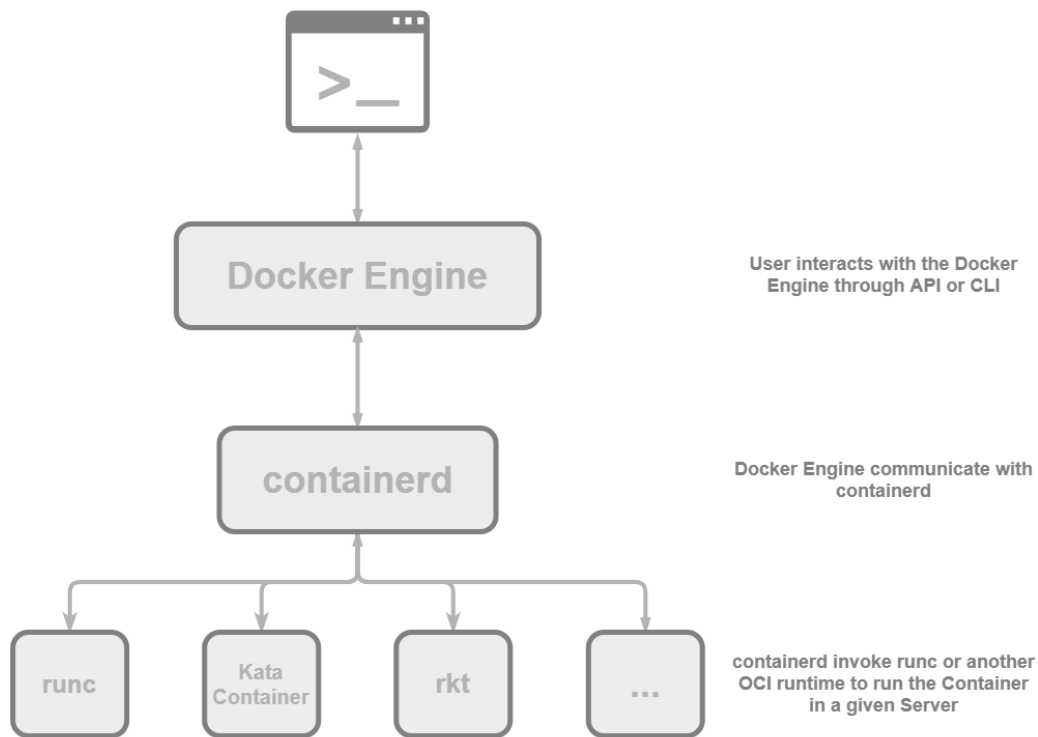 >_
Docker Engine
User interacts with the Docker
Engine through API or CLI
containerd
Docker Engine communicate with
containerd
runc
Kata
Container
rkt
...
containerd invoke runc or another
OCI runtime to run the Container
in a given Server